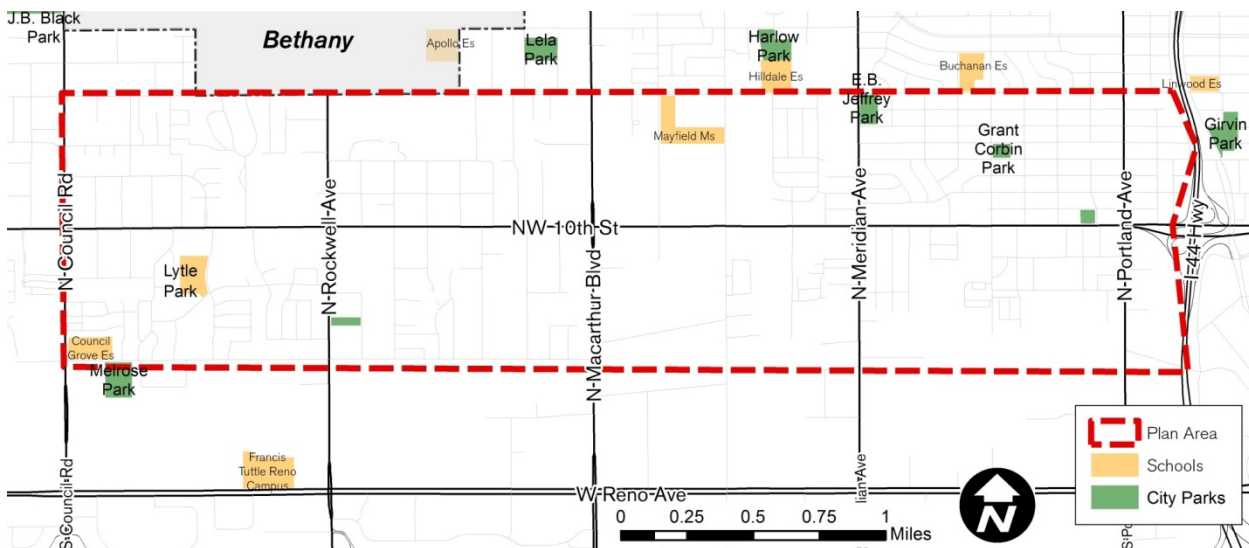 J.B. Black
Park
Bethany
Apollo Es
Lela
Park
Harlow
Park
Hilldale Es
Buchanan Es
Linwood Es
E.B.
Jeffrey
Park
Mayfield Ms
Grant
Corbin
Park
Girvin
Park
N Council Rd
N-Rockwell-Ave
NW 10th St
N-Macarthur-Blvd
N-Meridian-Ave
N-Portland-Ave
I-44-Hwy
Lytle
Park
Council
Grove Es
Melrose
Park
Francis
Tuttle Reno
Campus
S-Council-Rd
W Reno Ave
lian Ave
S-Po
Plan Area
Schools
City Parks
0 0.25 0.5 0.75 1
Miles
N